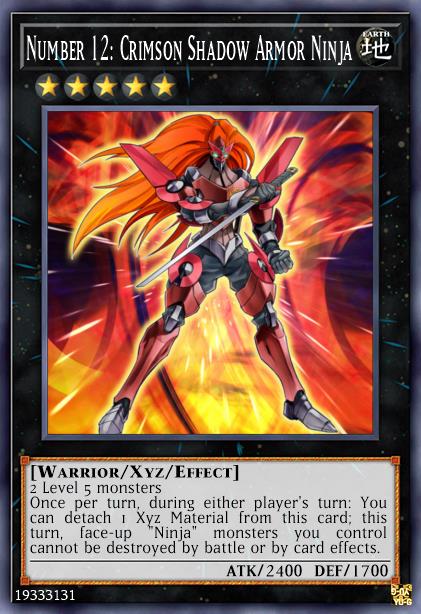 Number 12: Crimson Shadow Armor Ninja
EARTH
地
[Warrior/Xyz/Effect]
2 Level 5 monsters
Once per turn, during either player's turn: You
can detach 1 Xyz Material from this card; this
turn, face-up "Ninja" monsters you control
cannot be destroyed by battle or by card effects.
ATK/2400 DEF/1700
19333131